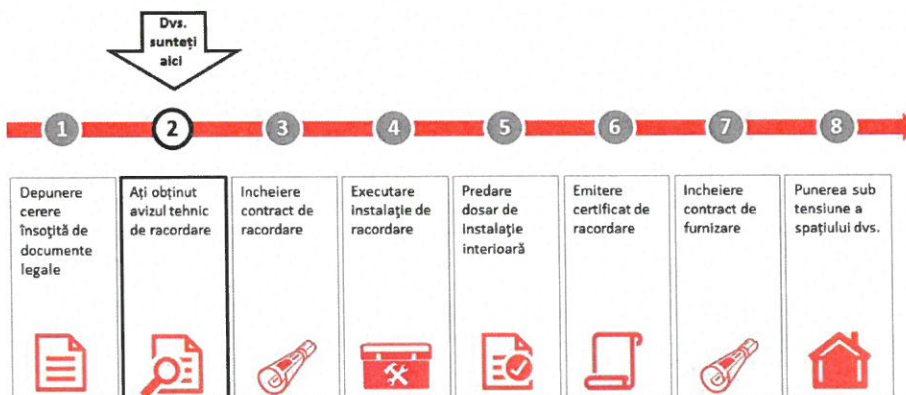 Dvs.
sunteți
aici
1
2
3
4
5
6
7
8
Depunere
cerere
însoțită de
documente
legale
Ați obținut
avizul tehnic
de racordare
Incheiere
contract de
racordare
Executare
instalație de
racordare
Predare
dosar de
instalație
interioară
Emitere
certificat de
racordare
Incheiere
contract de
furnizare
Punerea sub
tensiune a
spațiului dvs.